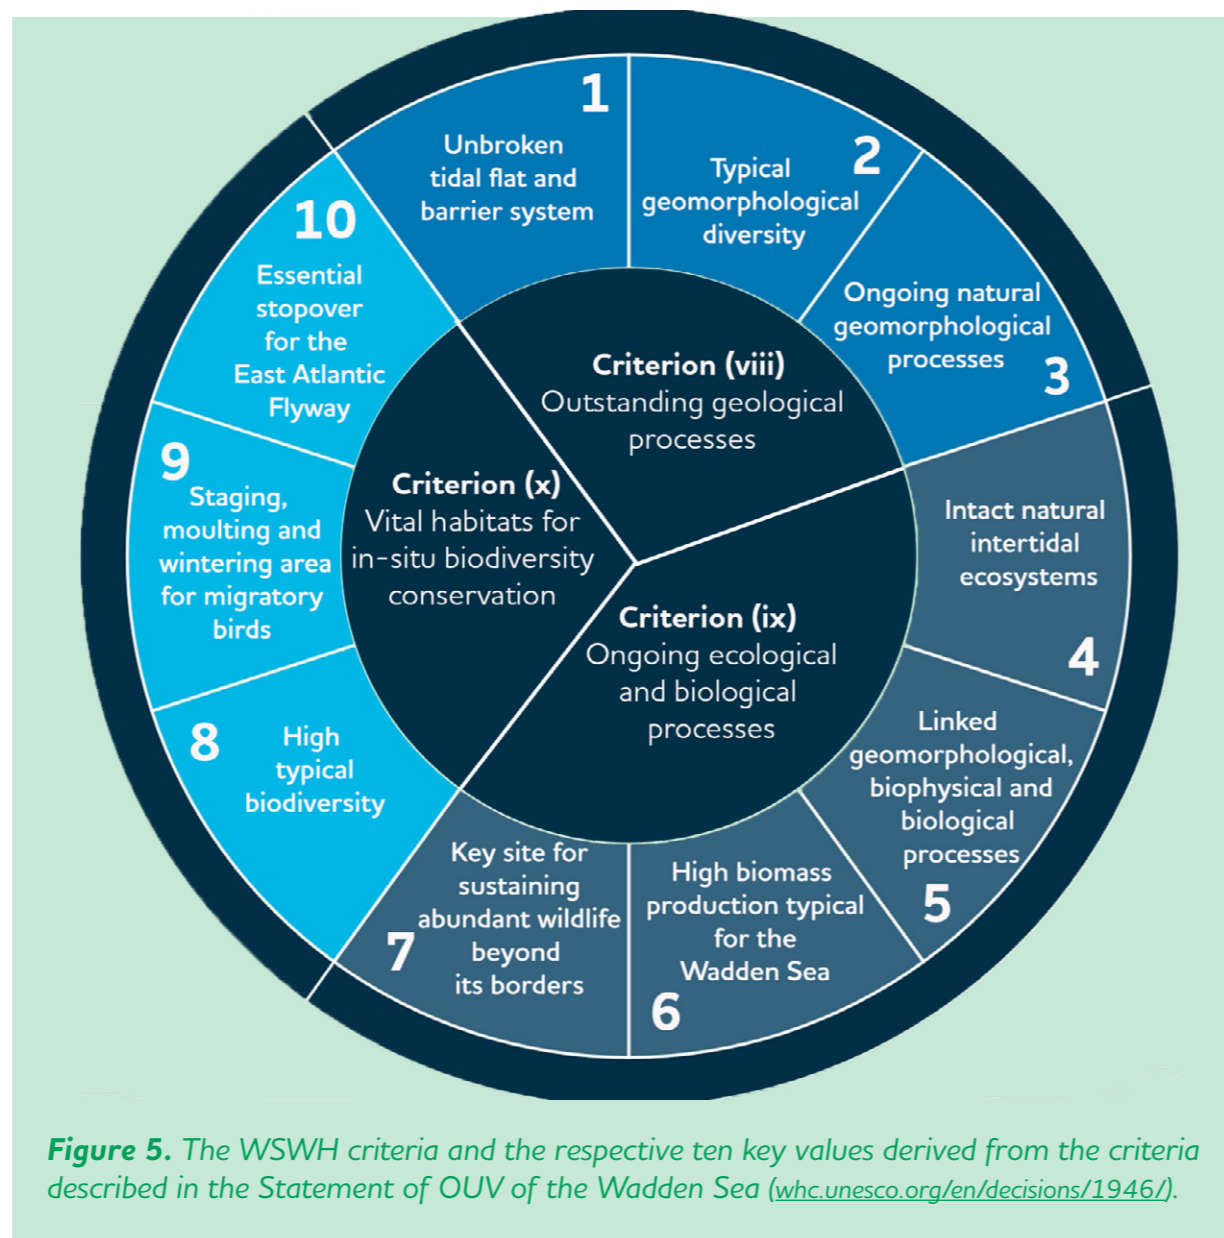 1
Unbroken
tidal flat and
barrier system
2
Typical
geomorphological
diversity
Ongoing natural
geomorphological
processes
3
Intact natural
intertidal
ecosystems
4
Linked
geomorphological,
biophysical and
biological
processes
5
High biomass
production typical
for the
Wadden Sea
6
Key site for
sustaining
abundant wildlife
beyond
its borders
7
8
High
typical
biodiversity
9
Staging,
moulting and
wintering area
for migratory
birds
10
Essential
stopover
for the
East Atlantic
Flyway
Criterion (viii)
Outstanding geological
processes
Criterion (x)
Vital habitats for
in-situ biodiversity
conservation
Criterion (ix)
Ongoing ecological
and biological
processes
Figure 5. The WSWH criteria and the respective ten key values derived from the criteria
described in the Statement of OUV of the Wadden Sea (whc.unesco.org/en/decisions/1946/).